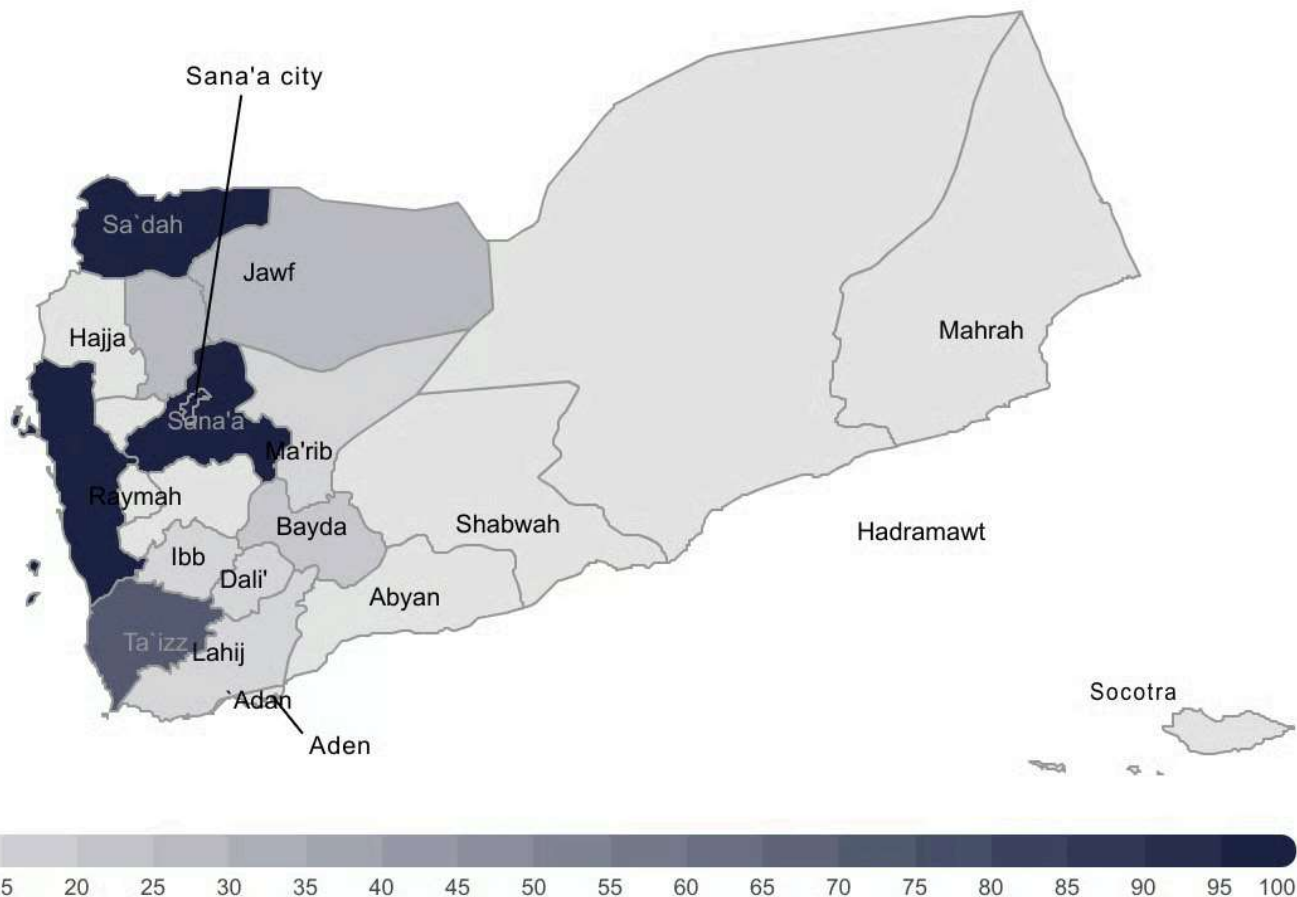 Sana'a city
Sa`dah
Jawf
Hajja
Mahrah
Sana'a
Ma'rib
Raymah
Bayda
Shabwah
Hadramawt
Ibb
Dali'
Abyan
Ta`izz
Lahij
`Adan
Socotra
Aden
5 20 25 30 35 40 45 50 55 60 65 70 75 80 85 90 95 100